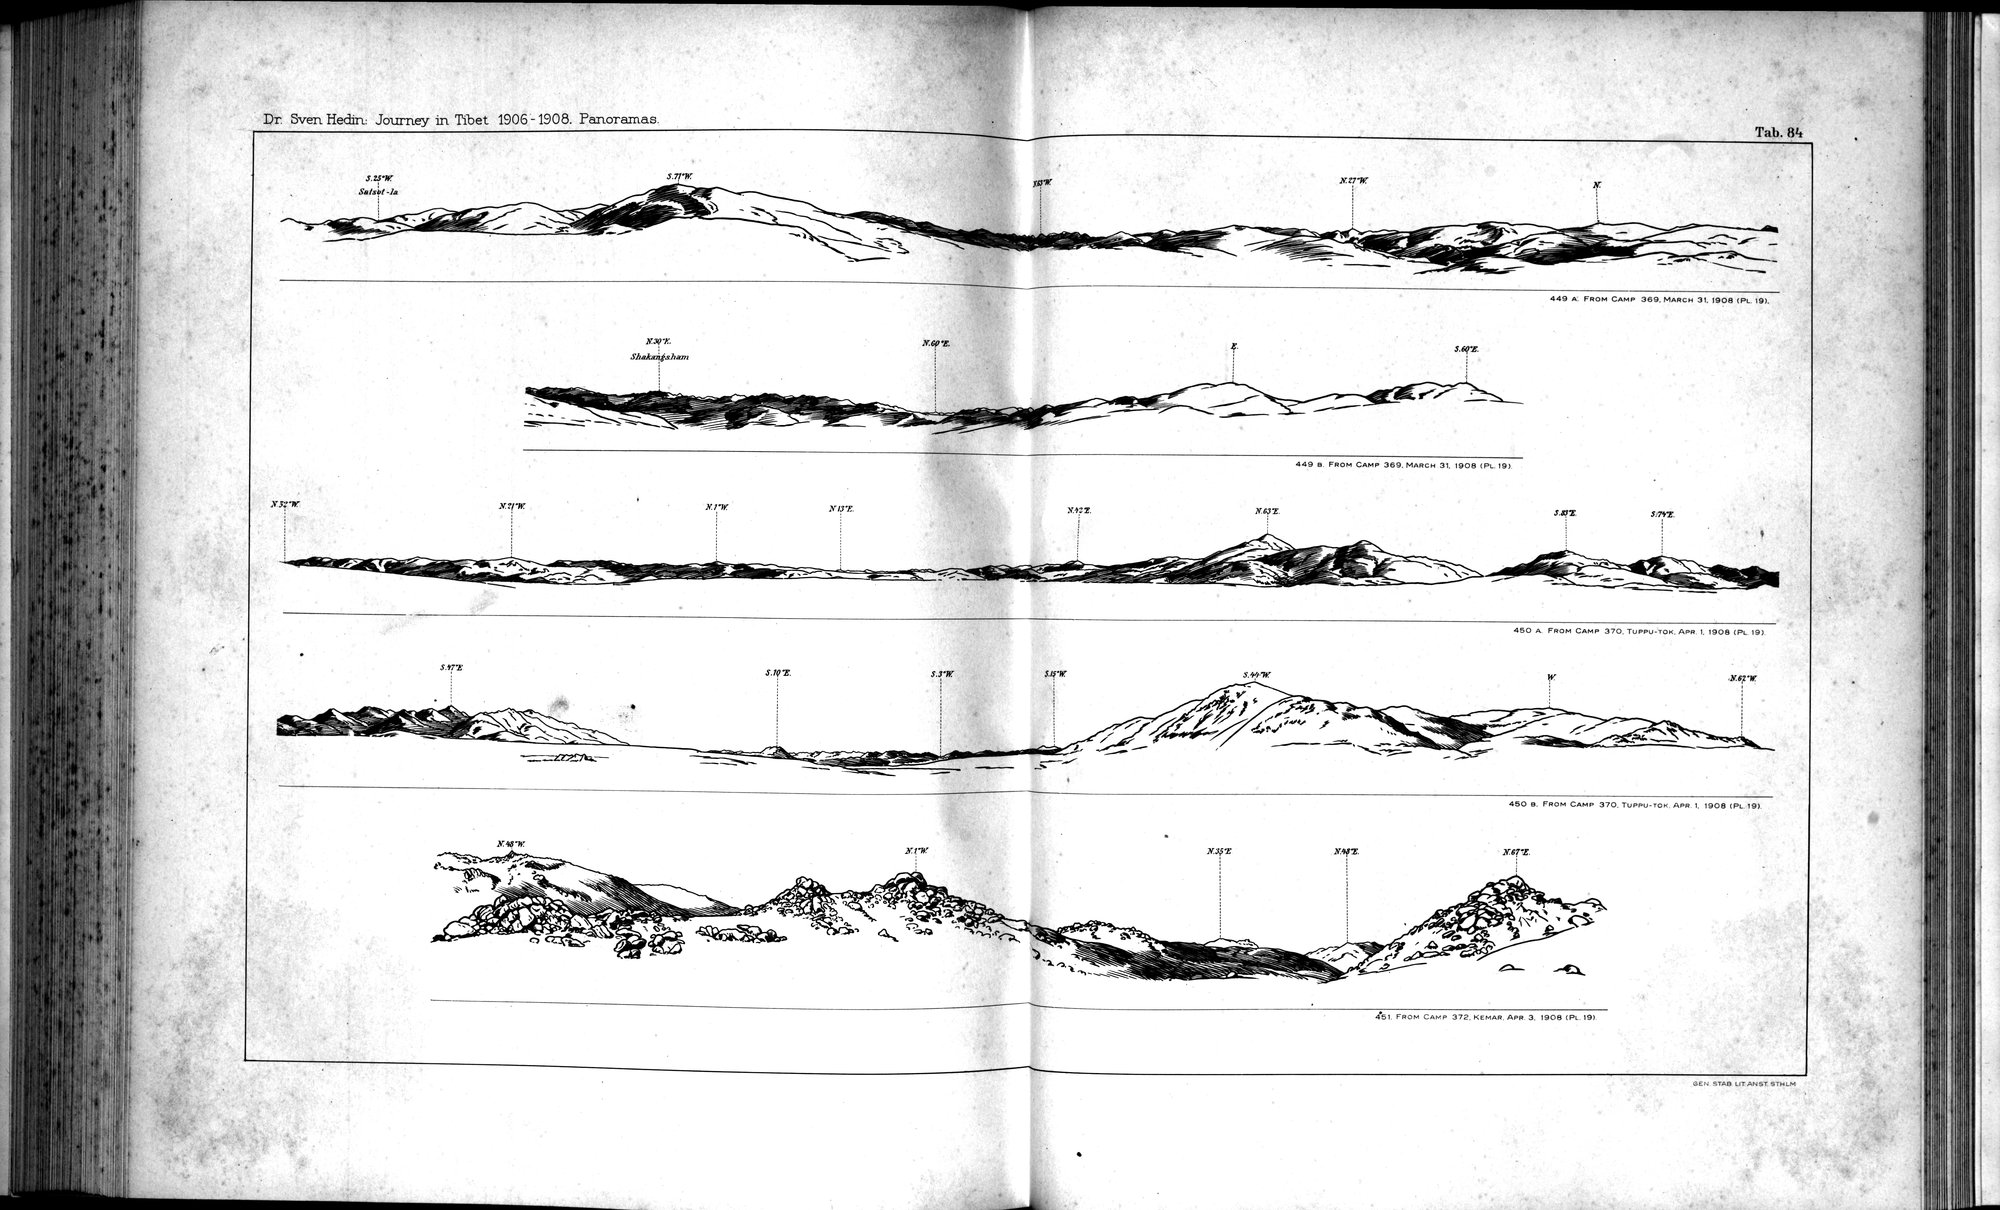 Dr. Sven Hedin: Journey in Tibet 1906-1908. Panoramas.
Tab. 84
S.25°W. S.71°W. N.63°W. N.27°W. N.
Satsot-la
449 A. FROM CAMP 369, MARCH 31, 1908 (PL. 19).
N.30°E. N.60°E. E. S.60°E.
Shakangsham
449 B. FROM CAMP 369, MARCH 31, 1908 (PL. 19).
N.32°W. N.21°W. N.1°W. N.13°E. N.42°E. N.63°E. S.83°E. S.74°E.
450 A. FROM CAMP 370, TUPPU-TOK, APR. 1, 1908 (PL. 19).
S.47°E. S.10°E. S.3°W. S.15°W. S.44°W. W. N.62°W.
450 B. FROM CAMP 370, TUPPU-TOK, APR. 1, 1908 (PL. 19).
N.48°W. N.1°W. N.35°E. N.48°E. N.67°E.
451. FROM CAMP 372, KEMAR, APR. 3, 1908 (PL. 19).
GEN. STAB. LIT. ANST. STHLM